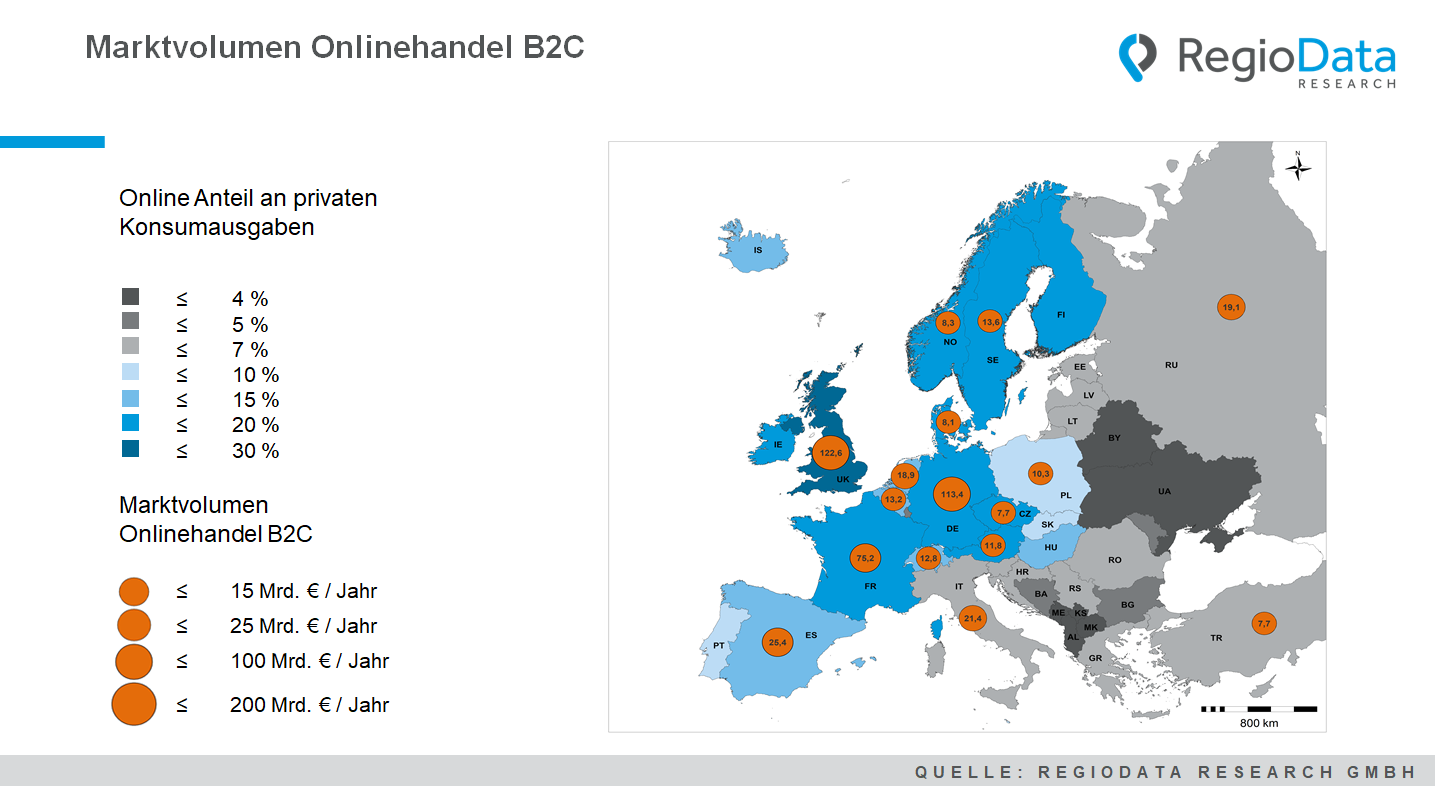 Marktvolumen Onlinehandel B2C
RegioData
RESEARCH
Online Anteil an privaten
Konsumausgaben
≤ 4 %
≤ 5 %
≤ 7 %
≤ 10 %
≤ 15 %
≤ 20 %
≤ 30 %
Marktvolumen
Onlinehandel B2C
≤ 15 Mrd. € / Jahr
≤ 25 Mrd. € / Jahr
≤ 100 Mrd. € / Jahr
≤ 200 Mrd. € / Jahr
N
IS
19,1
8,3
13,6
FI
NO
SE
RU
EE
LV
LT
8,1
BY
IE
122,6
UK
18,9
13,2
113,4
10,3
PL
UA
7,7
CZ
DE
SK
11,8
HU
75,2
12,8
RO
FR
IT
HR
BA
RS
BG
ME
KS
MK
AL
GR
21,4
7,7
TR
PT
25,4
ES
800 km
QUELLE: REGIODATA RESEARCH GMBH